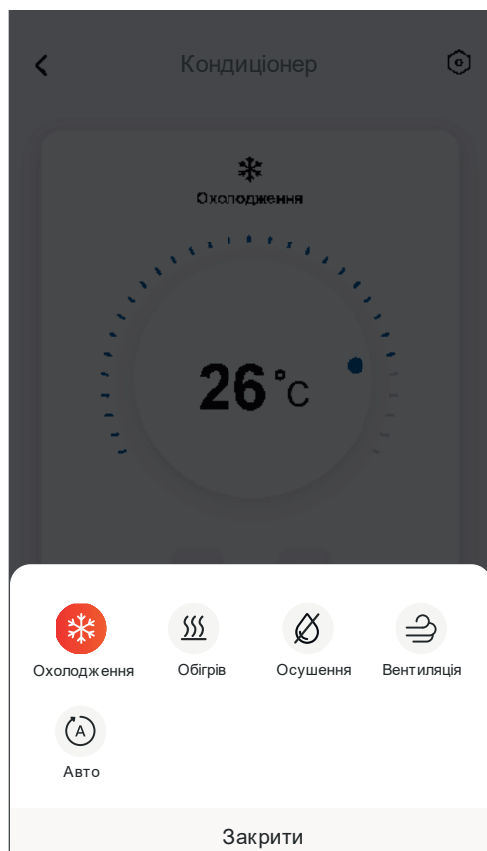 Кондиціонер
Охолодження
26°C
Охолодження Обігрів Осушення Вентиляція
A
Авто
Закрити